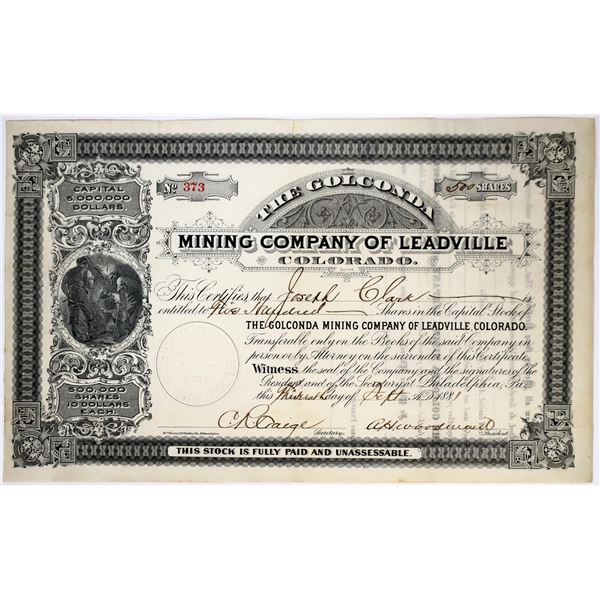 CAPITAL
5,000,000
DOLLARS.
No 373
500 SHARES
THE GOLCONDA
MINING COMPANY OF LEADVILLE
COLORADO.
This Certifies that Joseph Clark is
entitled to Five Hundred Shares in the Capital Stock of
THE GOLCONDA MINING COMPANY OF LEADVILLE, COLORADO.
Transferable only on the Books of the said Company in
person or by Attorney on the surrender of this Certificate.
Witness the seal of the Company and the signatures of the
President and of the Secretary at Philadelphia, Pa.
this day of Sept A.D. 1881
500,000
SHARES
10 DOLLARS
EACH.
C R Paige Secretary.
A H Woodward President.
THIS STOCK IS FULLY PAID AND UNASSESSABLE.